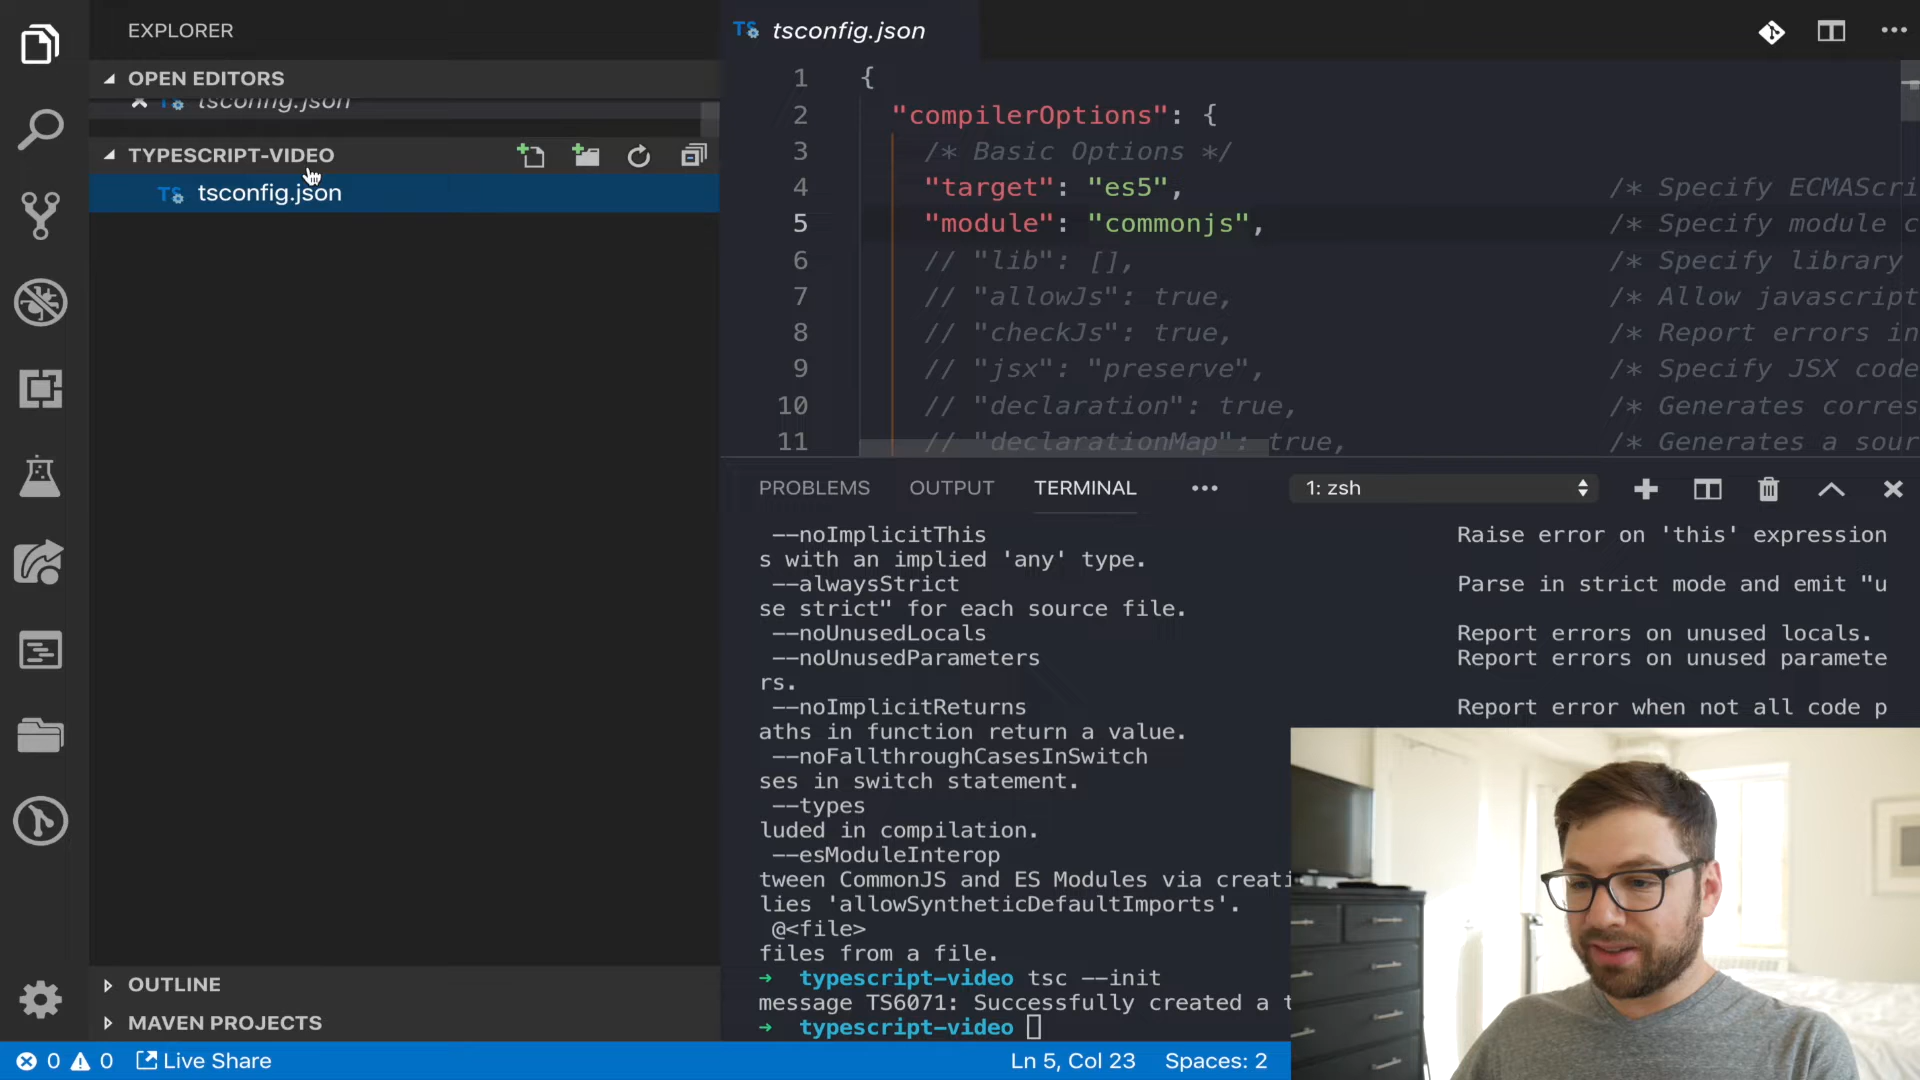 EXPLORER
OPEN EDITORS
tsconfig.json
TYPESCRIPT-VIDEO
TS tsconfig.json
OUTLINE
MAVEN PROJECTS
TS tsconfig.json
1 {
2 "compilerOptions": {
3 /* Basic Options */
4 "target": "es5", /* Specify ECMAScri
5 "module": "commonjs", /* Specify module c
6 // "lib": [], /* Specify library
7 // "allowJs": true, /* Allow javascript
8 // "checkJs": true, /* Report errors in
9 // "jsx": "preserve", /* Specify JSX code
10 // "declaration": true, /* Generates corres
11 // "declarationMap": true, /* Generates a sour
PROBLEMS OUTPUT TERMINAL ••• 1: zsh
--noImplicitThis Raise error on 'this' expression
s with an implied 'any' type.
--alwaysStrict Parse in strict mode and emit "u
se strict" for each source file.
--noUnusedLocals Report errors on unused locals.
--noUnusedParameters Report errors on unused paramete
rs.
--noImplicitReturns Report error when not all code p
aths in function return a value.
--noFallthroughCasesInSwitch
ses in switch statement.
--types
luded in compilation.
--esModuleInterop
tween CommonJS and ES Modules via creati
lies 'allowSyntheticDefaultImports'.
@<file>
files from a file.
➜ typescript-video tsc --init
message TS6071: Successfully created a t
➜ typescript-video
0 0 Live Share Ln 5, Col 23 Spaces: 2